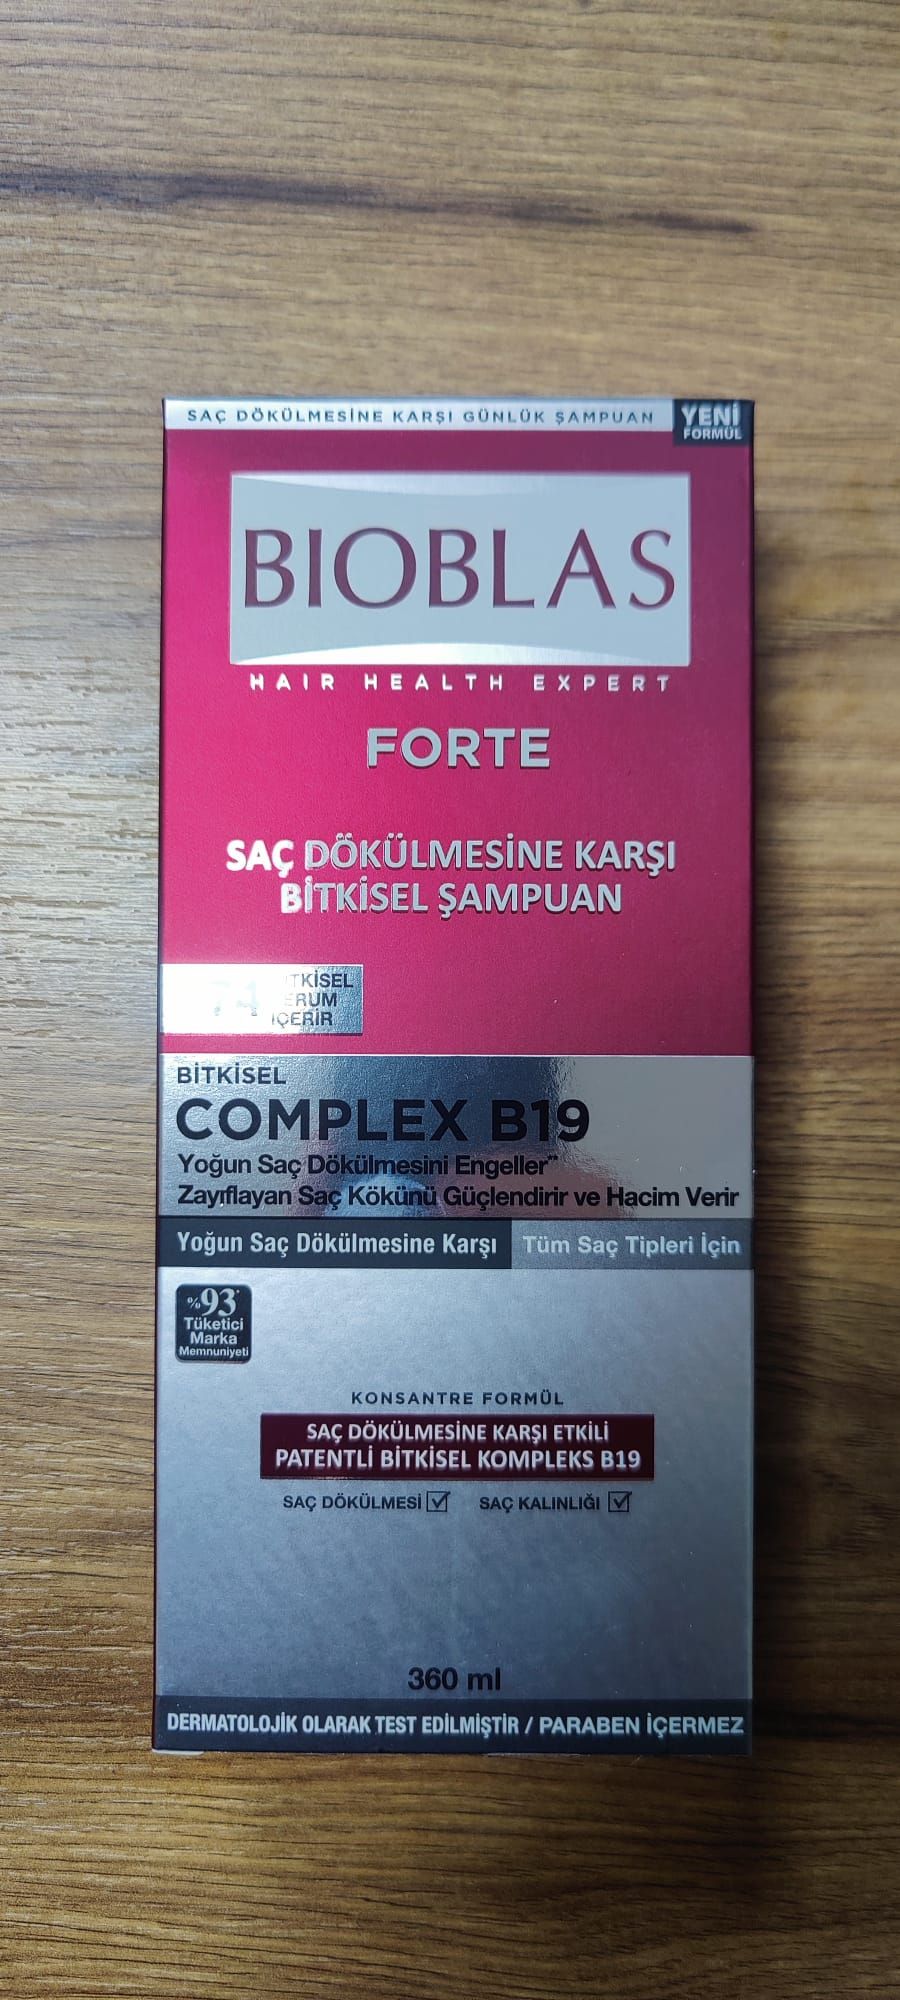 SAÇ DÖKÜLMESİNE KARŞI GÜNLÜK ŞAMPUAN
YENİ
FORMÜL
BIOBLAS
HAIR HEALTH EXPERT
FORTE
SAÇ DÖKÜLMESİNE KARŞI
BİTKİSEL ŞAMPUAN
74
İÇERİR
BİTKİSEL
COMPLEX B19
Yoğun Saç Dökülmesini Engeller**
Zayıflayan Saç Kökünü Güçlendirir ve Hacim Verir
Yoğun Saç Dökülmesine Karşı
Tüm Saç Tipleri İçin
%93*
Tüketici
Marka
Memnuniyeti
KONSANTRE FORMÜL
SAÇ DÖKÜLMESİNE KARŞI ETKİLİ
PATENTLİ BİTKİSEL KOMPLEKS B19
SAÇ DÖKÜLMESİ ☑ SAÇ KALINLIĞI ☑
360 ml
DERMATOLOJİK OLARAK TEST EDİLMİŞTİR / PARABEN İÇERMEZ